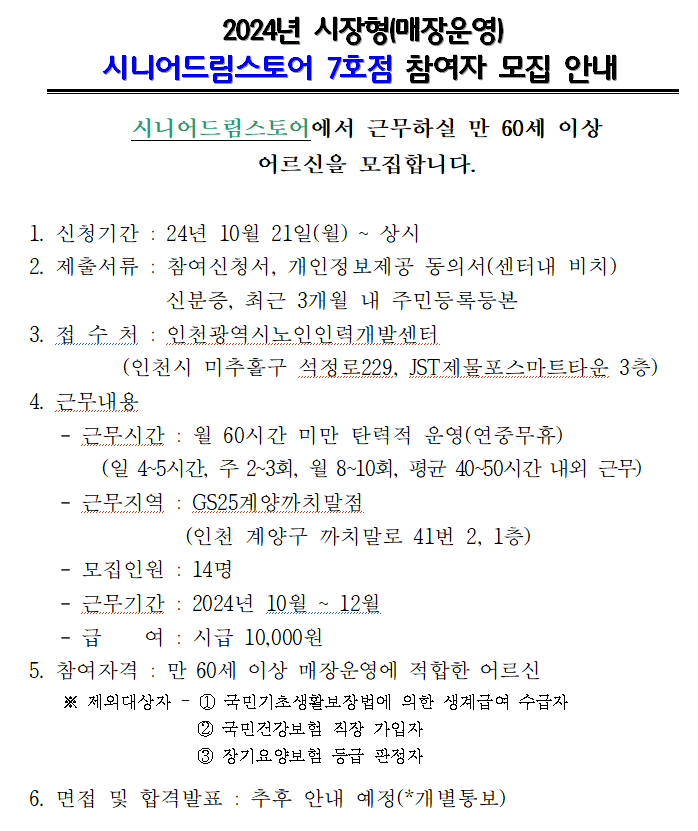 2024년 시장형(매장운영)
시니어드림스토어 7호점 참여자 모집 안내
시니어드림스토어에서 근무하실 만 60세 이상
어르신을 모집합니다.
1. 신청기간 : 24년 10월 21일(월) ~ 상시
2. 제출서류 : 참여신청서, 개인정보제공 동의서(센터내 비치)
신분증, 최근 3개월 내 주민등록등본
3. 접 수 처 : 인천광역시노인인력개발센터
(인천시 미추홀구 석정로229, JST제물포스마트타운 3층)
4. 근무내용
- 근무시간 : 월 60시간 미만 탄력적 운영(연중무휴)
(일 4~5시간, 주 2~3회, 월 8~10회, 평균 40~50시간 내외 근무)
- 근무지역 : GS25계양까치말점
(인천 계양구 까치말로 41번 2, 1층)
- 모집인원 : 14명
- 근무기간 : 2024년 10월 ~ 12월
- 급 여 : 시급 10,000원
5. 참여자격 : 만 60세 이상 매장운영에 적합한 어르신
※ 제외대상자 - ① 국민기초생활보장법에 의한 생계급여 수급자
② 국민건강보험 직장 가입자
③ 장기요양보험 등급 판정자
6. 면접 및 합격발표 : 추후 안내 예정(*개별통보)